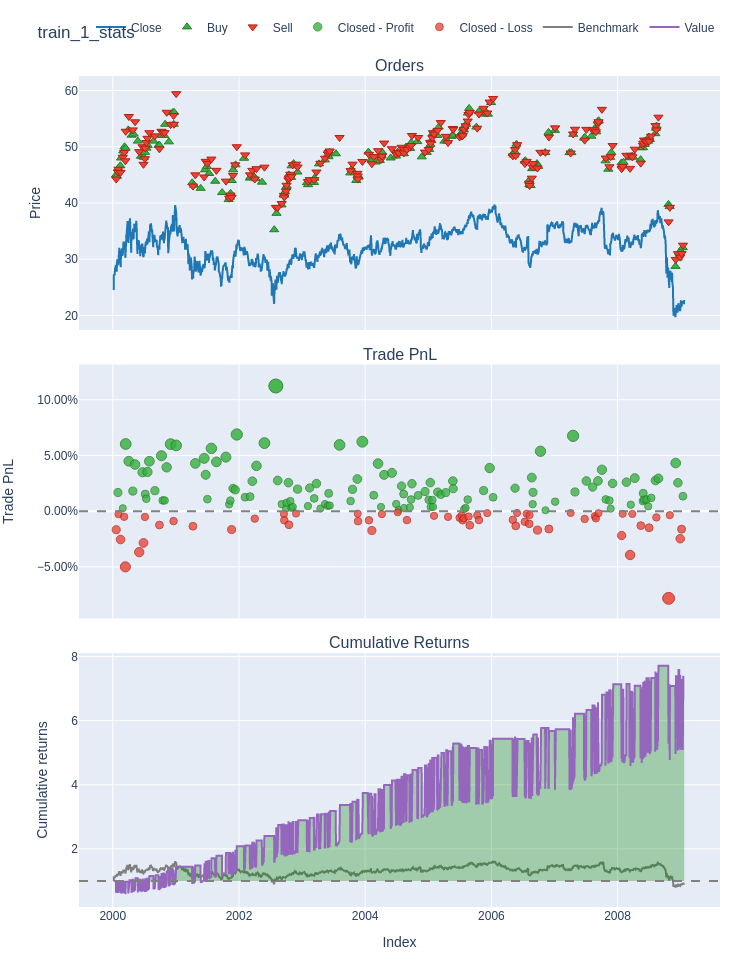 train_1_stats
Close Buy Sell Closed - Profit Closed - Loss Benchmark Value
Orders
60
50
40
30
20
Price
Trade PnL
10.00%
5.00%
0.00%
−5.00%
Trade PnL
Cumulative Returns
8
6
4
2
Cumulative returns
2000 2002 2004 2006 2008
Index